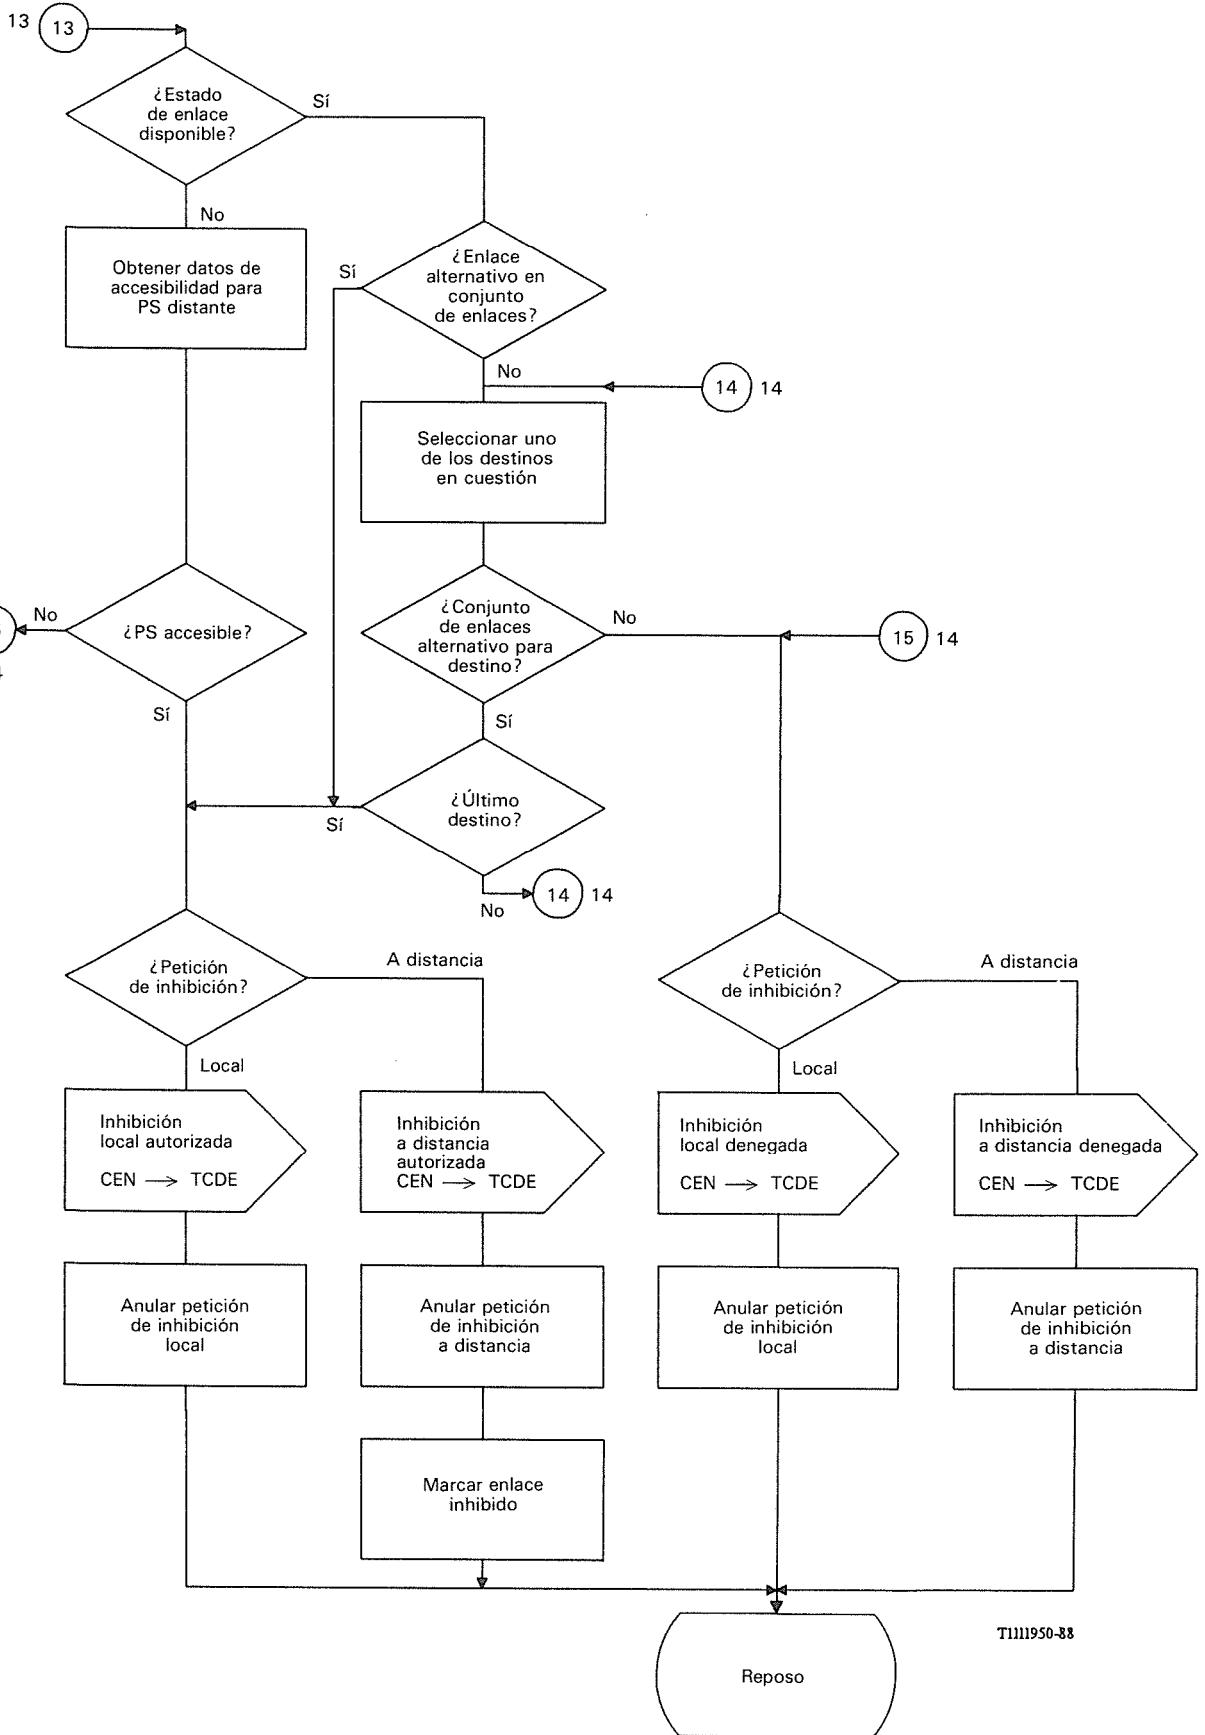 13
13
¿Estado
de enlace
disponible?
Sí
No
Obtener datos de
accesibilidad para
PS distante
¿Enlace
alternativo en
conjunto
de enlaces?
Sí
No
14
14
Seleccionar uno
de los destinos
en cuestión
¿PS accesible?
No
Sí
¿Conjunto
de enlaces
alternativo para
destino?
No
15
14
Sí
¿Último
destino?
Sí
No
14
14
¿Petición
de inhibición?
A distancia
Local
¿Petición
de inhibición?
A distancia
Local
Inhibición
local autorizada
CEN → TCDE
Inhibición
a distancia
autorizada
CEN → TCDE
Inhibición
local denegada
CEN → TCDE
Inhibición
a distancia denegada
CEN → TCDE
Anular petición
de inhibición
local
Anular petición
de inhibición
a distancia
Anular petición
de inhibición
local
Anular petición
de inhibición
a distancia
Marcar enlace
inhibido
T1111950-88
Reposo